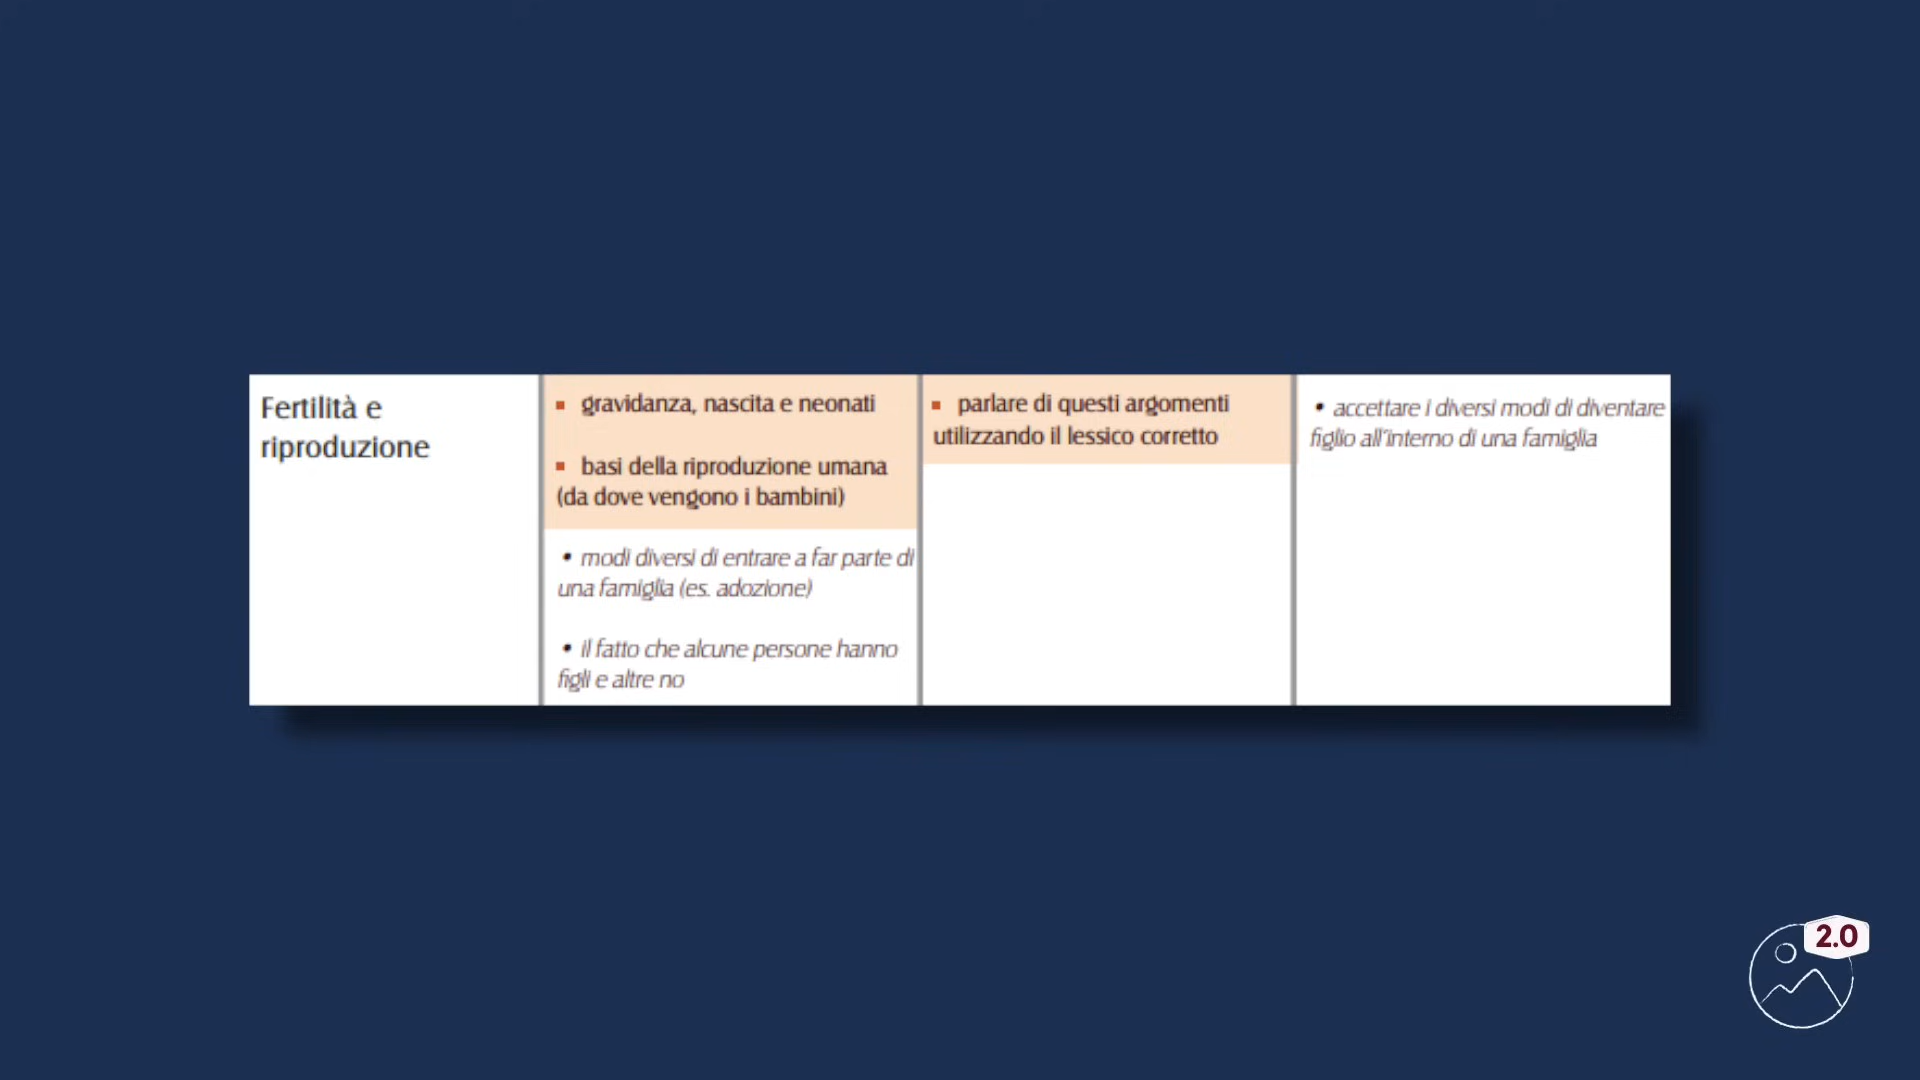 Fertilità e
riproduzione
▪ gravidanza, nascita e neonati
▪ basi della riproduzione umana
(da dove vengono i bambini)
• modi diversi di entrare a far parte di
una famiglia (es. adozione)
• il fatto che alcune persone hanno
figli e altre no
▪ parlare di questi argomenti
utilizzando il lessico corretto
• accettare i diversi modi di diventare
figlio all'interno di una famiglia
2.0